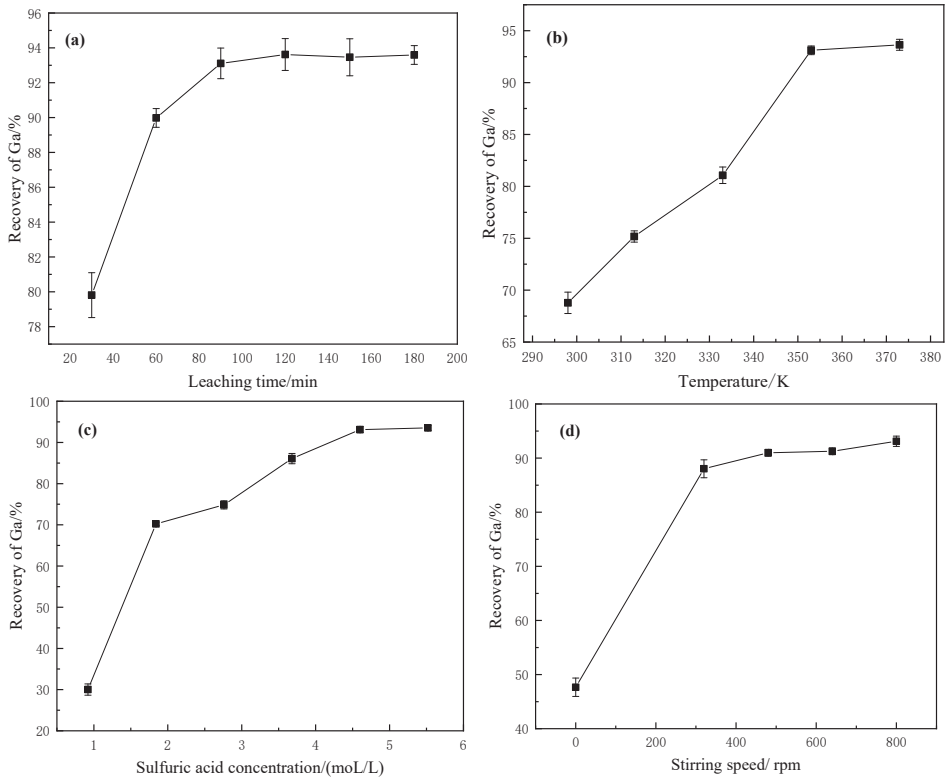 (a)
Recovery of Ga/%
96
94
92
90
88
86
84
82
80
78
20 40 60 80 100 120 140 160 180 200
Leaching time/min
(b)
Recovery of Ga/%
95
90
85
80
75
70
65
290 300 310 320 330 340 350 360 370 380
Temperature/K
(c)
Recovery of Ga/%
100
90
80
70
60
50
40
30
20
1 2 3 4 5 6
Sulfuric acid concentration/(moL/L)
(d)
Recovery of Ga/%
100
90
80
70
60
50
40
0 200 400 600 800
Stirring speed/ rpm